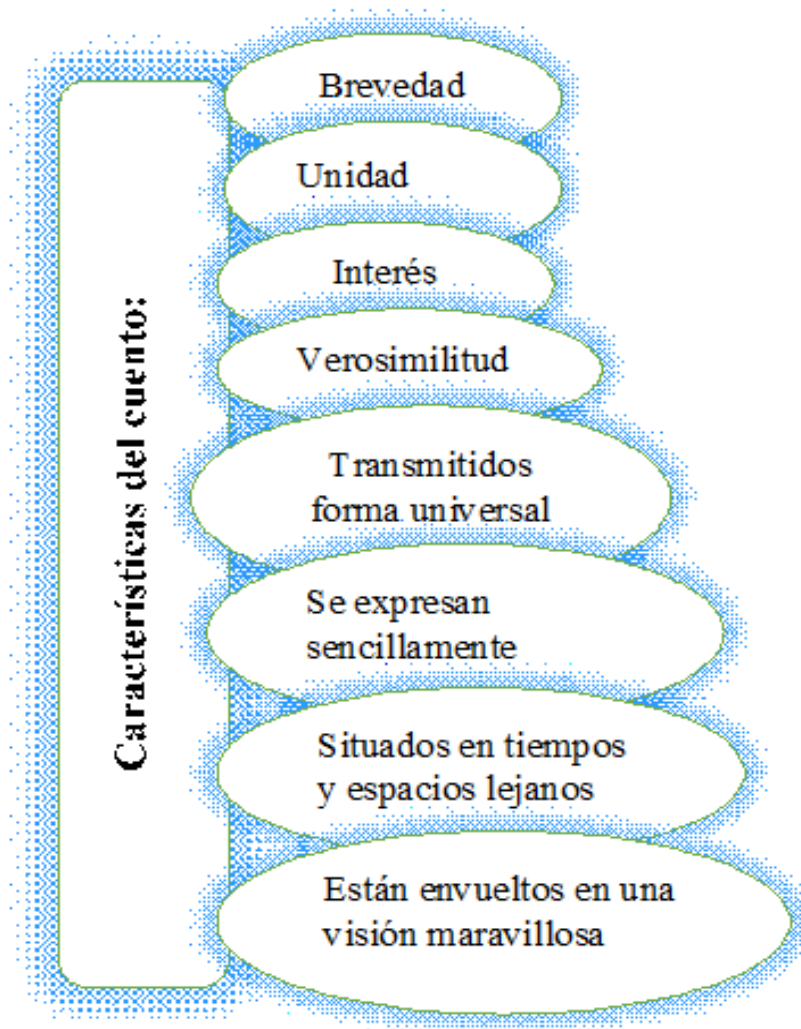 Características del cuento:
Brevedad
Unidad
Interés
Verosimilitud
Transmitidos
forma universal
Se expresan
sencillamente
Situados en tiempos
y espacios lejanos
Están envueltos en una
visión maravillosa